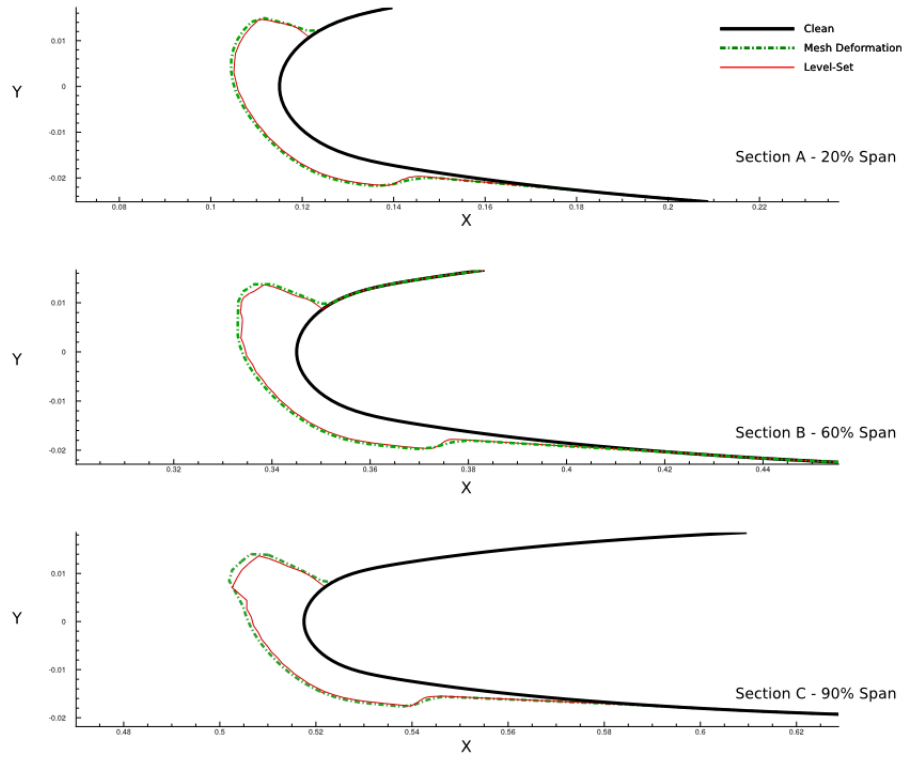 0.01
Clean
Mesh Deformation
Level-Set
Y
0
-0.01
Section A - 20% Span
-0.02
0.08 0.1 0.12 0.14 0.16 0.18 0.2 0.22
X
0.01
Y
0
-0.01
Section B - 60% Span
-0.02
0.32 0.34 0.36 0.38 0.4 0.42 0.44
X
0.01
Y
0
-0.01
Section C - 90% Span
-0.02
0.48 0.5 0.52 0.54 0.56 0.58 0.6 0.62
X